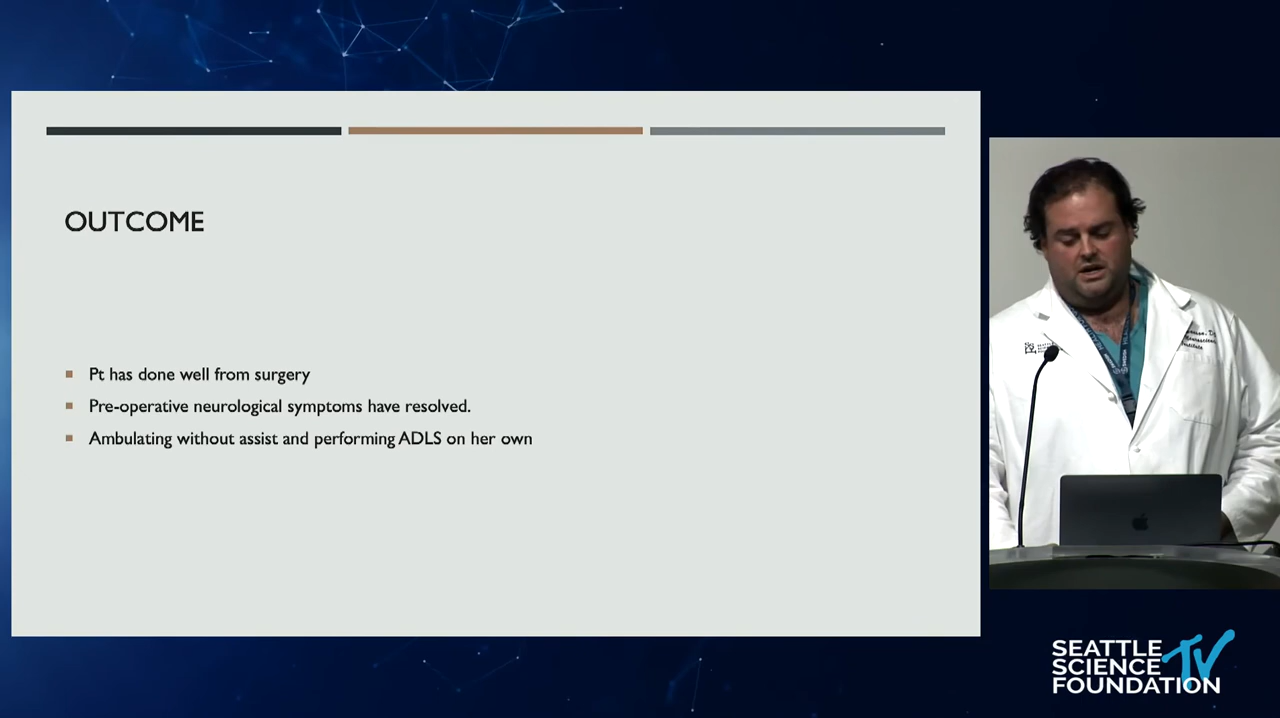 OUTCOME
Pt has done well from surgery
Pre-operative neurological symptoms have resolved.
Ambulating without assist and performing ADLS on her own
SEATTLE
SCIENCE TV
FOUNDATION